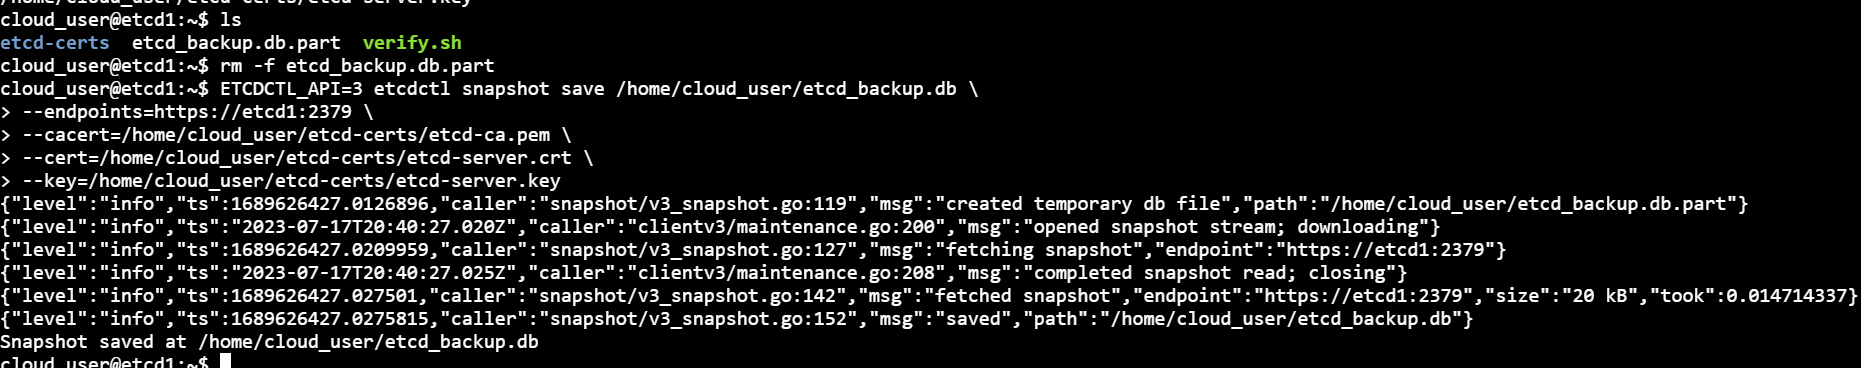 /home/cloud_user/etcd-certs/etcd-server.key
cloud_user@etcd1:~$ ls
etcd-certs  etcd_backup.db.part  verify.sh
cloud_user@etcd1:~$ rm -f etcd_backup.db.part
cloud_user@etcd1:~$ ETCDCTL_API=3 etcdctl snapshot save /home/cloud_user/etcd_backup.db \
> --endpoints=https://etcd1:2379 \
> --cacert=/home/cloud_user/etcd-certs/etcd-ca.pem \
> --cert=/home/cloud_user/etcd-certs/etcd-server.crt \
> --key=/home/cloud_user/etcd-certs/etcd-server.key
{"level":"info","ts":1689626427.0126896,"caller":"snapshot/v3_snapshot.go:119","msg":"created temporary db file","path":"/home/cloud_user/etcd_backup.db.part"}
{"level":"info","ts":"2023-07-17T20:40:27.020Z","caller":"clientv3/maintenance.go:200","msg":"opened snapshot stream; downloading"}
{"level":"info","ts":1689626427.0209959,"caller":"snapshot/v3_snapshot.go:127","msg":"fetching snapshot","endpoint":"https://etcd1:2379"}
{"level":"info","ts":"2023-07-17T20:40:27.025Z","caller":"clientv3/maintenance.go:208","msg":"completed snapshot read; closing"}
{"level":"info","ts":1689626427.027501,"caller":"snapshot/v3_snapshot.go:142","msg":"fetched snapshot","endpoint":"https://etcd1:2379","size":"20 kB","took":0.014714337}
{"level":"info","ts":1689626427.0275815,"caller":"snapshot/v3_snapshot.go:152","msg":"saved","path":"/home/cloud_user/etcd_backup.db"}
Snapshot saved at /home/cloud_user/etcd_backup.db
cloud_user@etcd1:~$